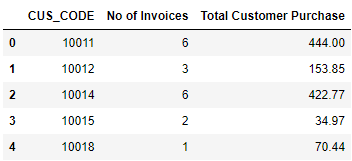 CUS_CODE No of Invoices Total Customer Purchase
0 10011 6 444.00
1 10012 3 153.85
2 10014 6 422.77
3 10015 2 34.97
4 10018 1 70.44